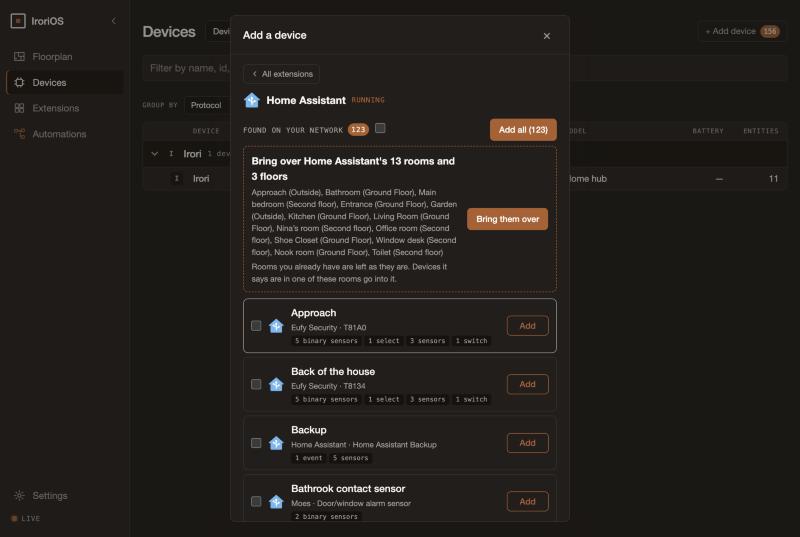 IroriOS
Floorplan
Devices
Extensions
Automations
Settings
LIVE
Devices
+ Add device 156
Filter by name, id,
GROUP BY Protocol
DEVICE
BATTERY
ENTITIES
I Irori
I Irori
—
11
Add a device
All extensions
Home Assistant RUNNING
FOUND ON YOUR NETWORK 123
Add all (123)
Bring over Home Assistant's 13 rooms and
3 floors
Approach (Outside), Bathroom (Ground Floor), Main
bedroom (Second floor), Entrance (Ground Floor), Garden
(Outside), Kitchen (Ground Floor), Living Room (Ground
Floor), Nina's room (Second floor), Office room (Second
floor), Shoe Closet (Ground Floor), Window desk (Second
floor), Nook room (Ground Floor), Toilet (Second floor)
Rooms you already have are left as they are. Devices it
says are in one of these rooms go into it.
Bring them over
Approach
Eufy Security · T81A0
5 binary sensors 1 select 3 sensors 1 switch
Add
Back of the house
Eufy Security · T8134
5 binary sensors 1 select 3 sensors 1 switch
Add
Backup
Home Assistant · Home Assistant Backup
1 event 5 sensors
Add
Bathrook contact sensor
Moes · Door/window alarm sensor
2 binary sensors
Add